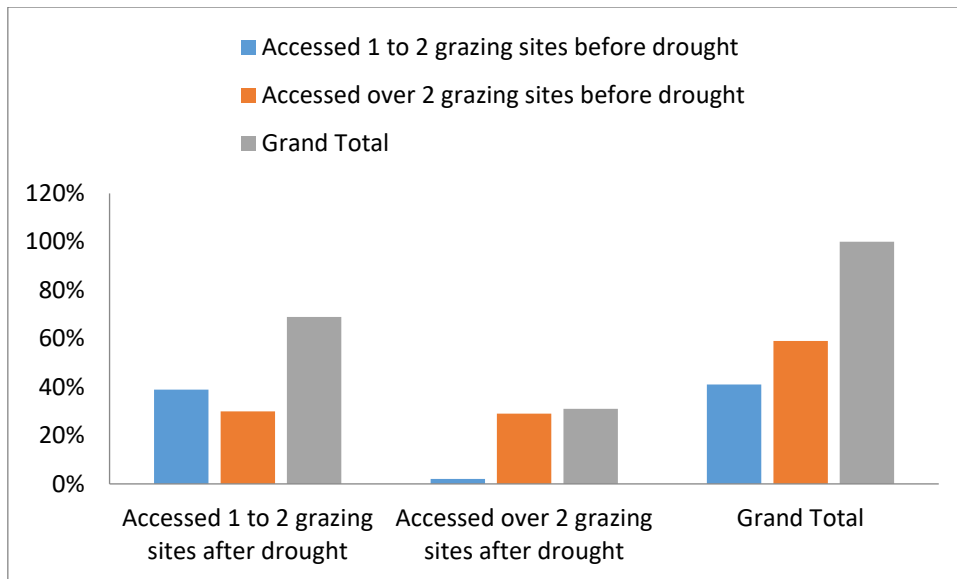 Accessed 1 to 2 grazing sites before drought
Accessed over 2 grazing sites before drought
Grand Total
120%
100%
80%
60%
40%
20%
0%
Accessed 1 to 2 grazing
sites after drought
Accessed over 2 grazing
sites after drought
Grand Total